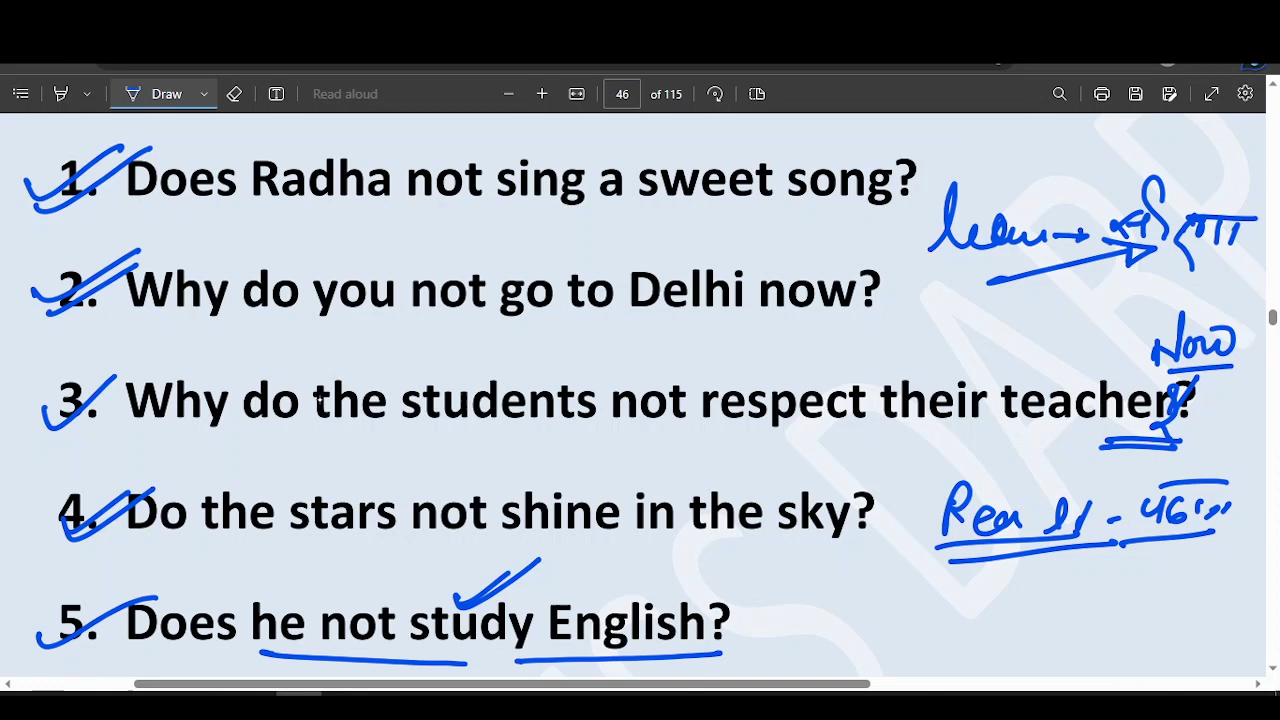 Draw
Read aloud
46 of 115
1. Does Radha not sing a sweet song?
2. Why do you not go to Delhi now?
Now
3. Why do the students not respect their teacher?
4. Do the stars not shine in the sky?
5. Does he not study English?